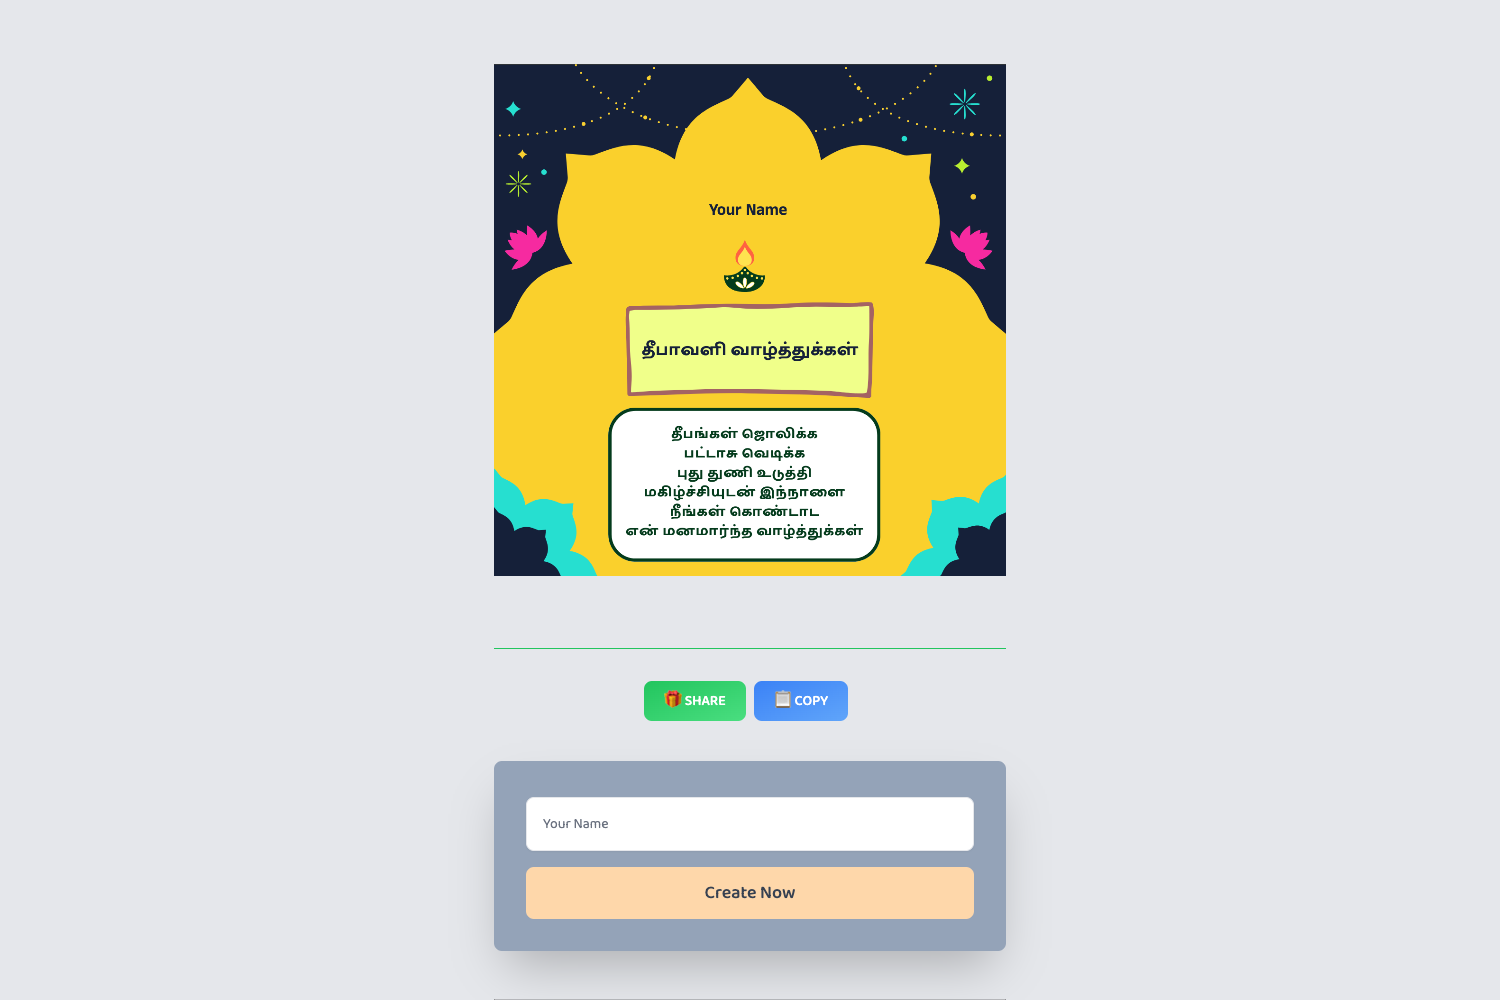 Your Name
தீபாவளி வாழ்த்துக்கள்
தீபங்கள் ஜொலிக்க
பட்டாசு வெடிக்க
புது துணி உடுத்தி
மகிழ்ச்சியுடன் இந்நாளை
நீங்கள் கொண்டாட
என் மனமார்ந்த வாழ்த்துக்கள்
SHARE
COPY
Your Name
Create Now